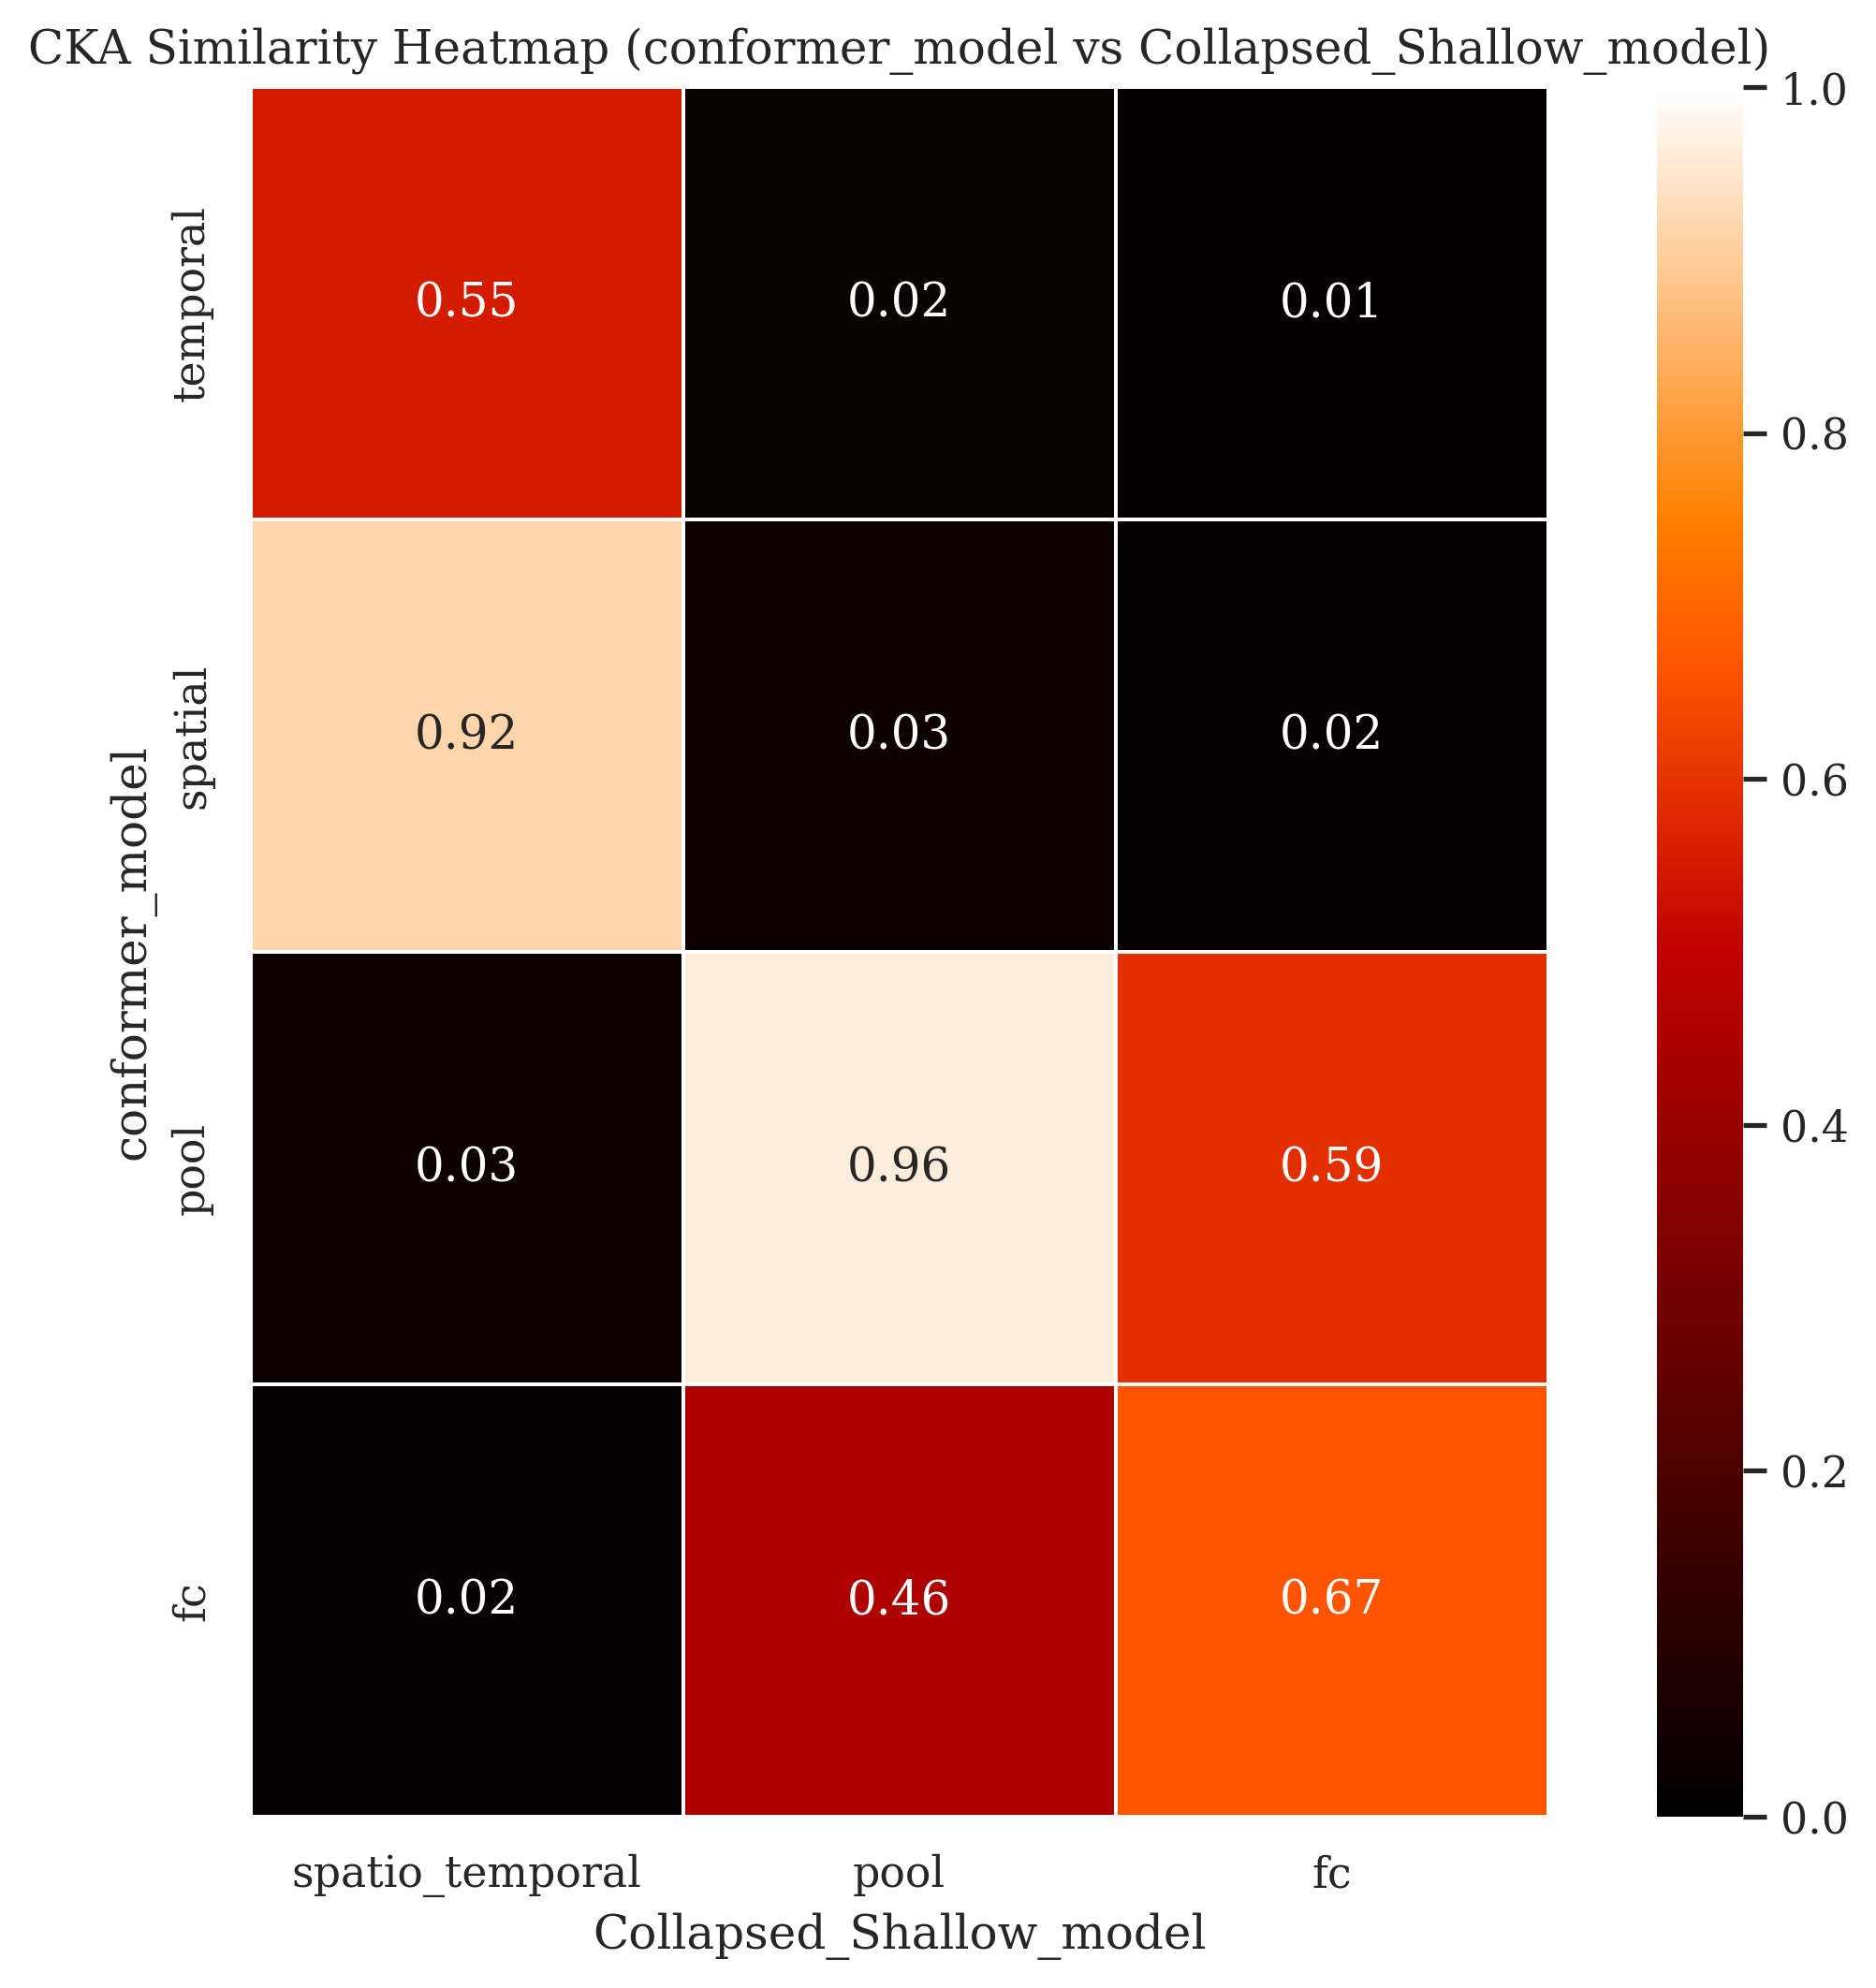 CKA Similarity Heatmap (conformer_model vs Collapsed_Shallow_model)
conformer_model
temporal
0.55 0.02 0.01
spatial
0.92 0.03 0.02
pool
0.03 0.96 0.59
fc
0.02 0.46 0.67
spatio_temporal pool fc
Collapsed_Shallow_model
1.0
0.8
0.6
0.4
0.2
0.0